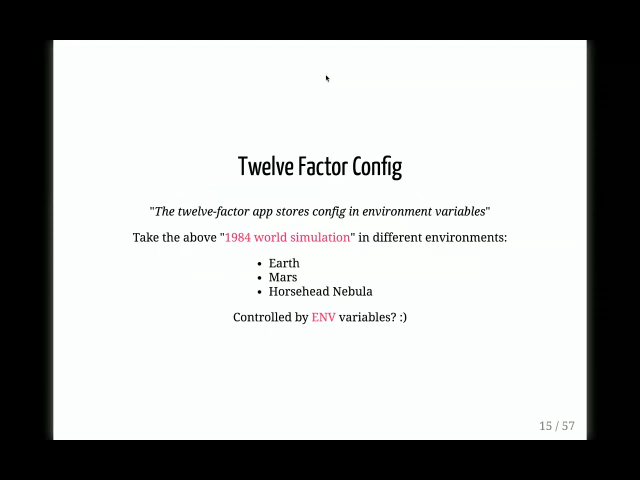 Twelve Factor Config
"The twelve-factor app stores config in environment variables"
Take the above "1984 world simulation" in different environments:
• Earth
• Mars
• Horsehead Nebula
Controlled by ENV variables? :)
15 / 57